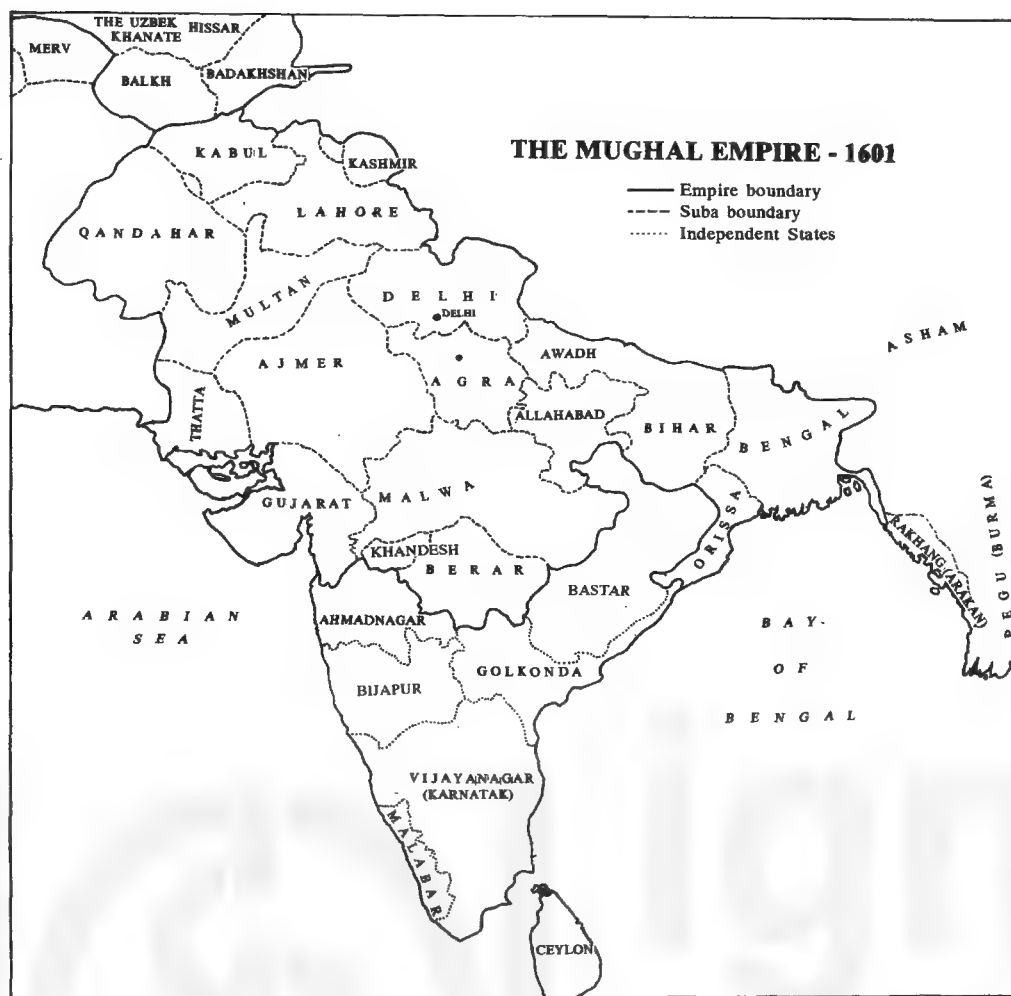 THE UZBEK
KHANATE
HISSAR
MERV
BALKH
BADAKHSHAN
KABUL
KASHMIR
THE MUGHAL EMPIRE - 1601
Empire boundary
Suba boundary
Independent States
LAHORE
QANDAHAR
MULTAN
DELHI
DELHI
ASHAM
AJMER
AWADH
AGRA
THATTA
ALLAHABAD
BIHAR
BENGAL
GUJARAT
MALWA
ORISSA
KHANDESH
BERAR
BASTAR
RAKHANG (ARAKAN)
PEGU (BURMA)
ARABIAN
SEA
AHMADNAGAR
BAY
OF
BENGAL
GOLKONDA
BIJAPUR
VIJAYANAGAR
(KARNATAK)
MALABAR
CEYLON
ign